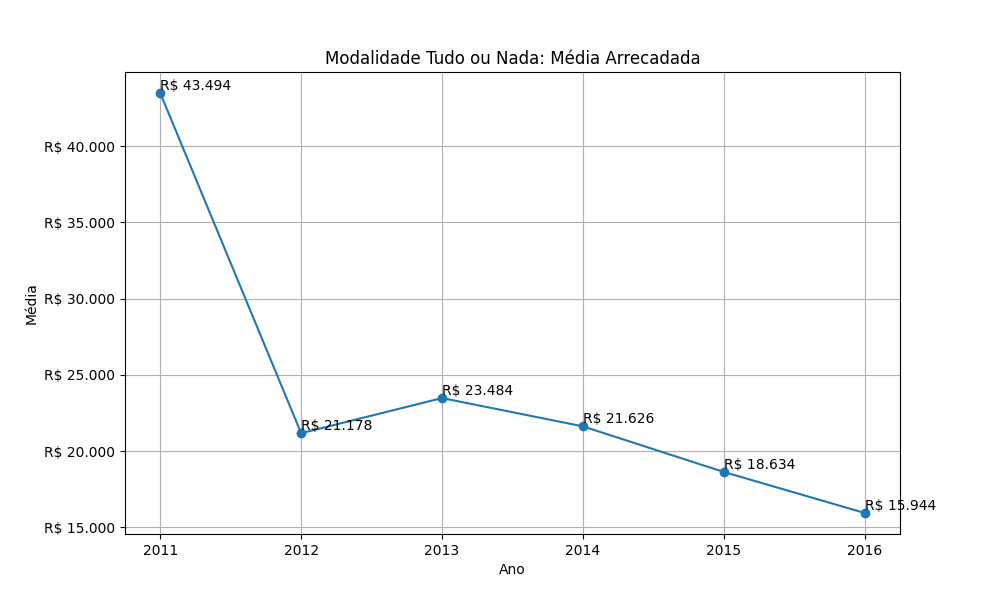 Modalidade Tudo ou Nada: Média Arrecadada
R$ 43.494
R$ 40.000
R$ 35.000
R$ 30.000
Média
R$ 25.000
R$ 23.484
R$ 21.178
R$ 21.626
R$ 20.000
R$ 18.634
R$ 15.944
R$ 15.000
2011 2012 2013 2014 2015 2016
Ano